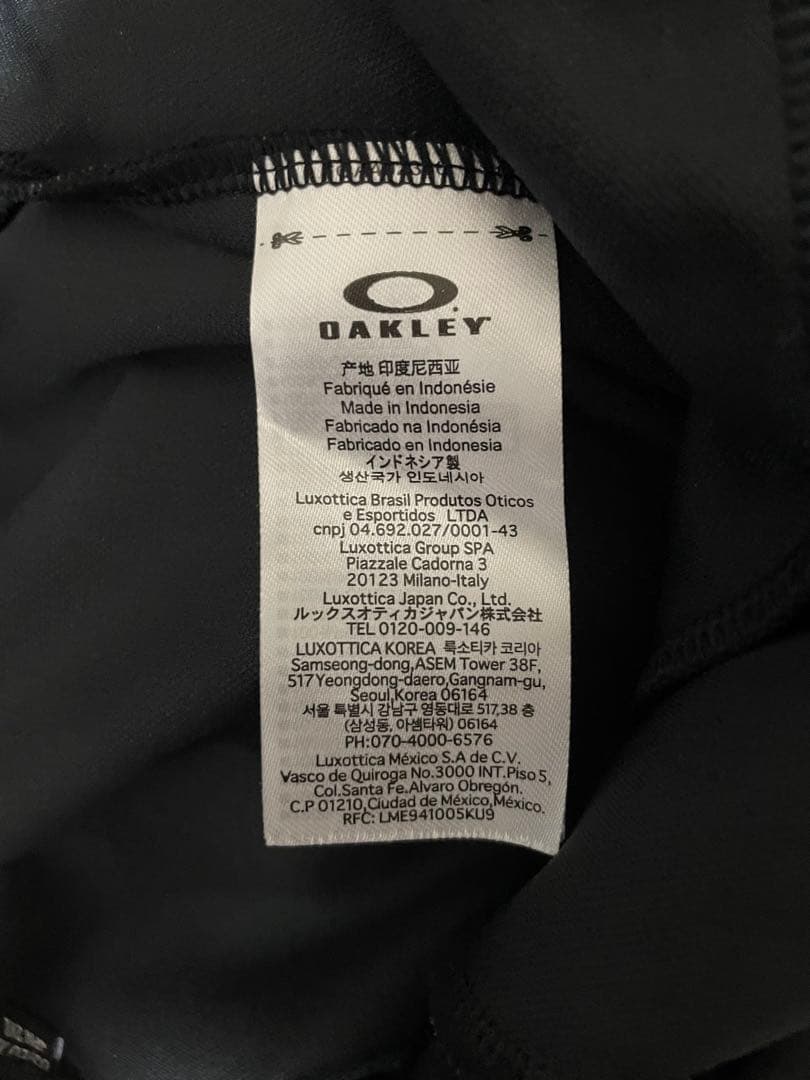 OAKLEY
产地 印度尼西亚
Fabriqué en Indonésie
Made in Indonesia
Fabricado na Indonésia
Fabricado en Indonesia
インドネシア製
생산국가 인도네시아
Luxottica Brasil Produtos Oticos
e Esportidos LTDA
cnpj 04.692.027/0001-43
Luxottica Group SPA
Piazzale Cadorna 3
20123 Milano-Italy
Luxottica Japan Co., Ltd.
ルックスオティカジャパン株式会社
TEL 0120-009-146
LUXOTTICA KOREA 룩소티카 코리아
Samseong-dong,ASEM Tower 38F,
517 Yeongdong-daero,Gangnam-gu,
Seoul,Korea 06164
서울 특별시 강남구 영동대로 517,38 층
(삼성동, 아셈타워) 06164
PH:070-4000-6576
Luxottica México S.A de C.V.
Vasco de Quiroga No.3000 INT.Piso 5,
Col.Santa Fe.Alvaro Obregón.
C.P 01210,Ciudad de México,México.
RFC: LME941005KU9